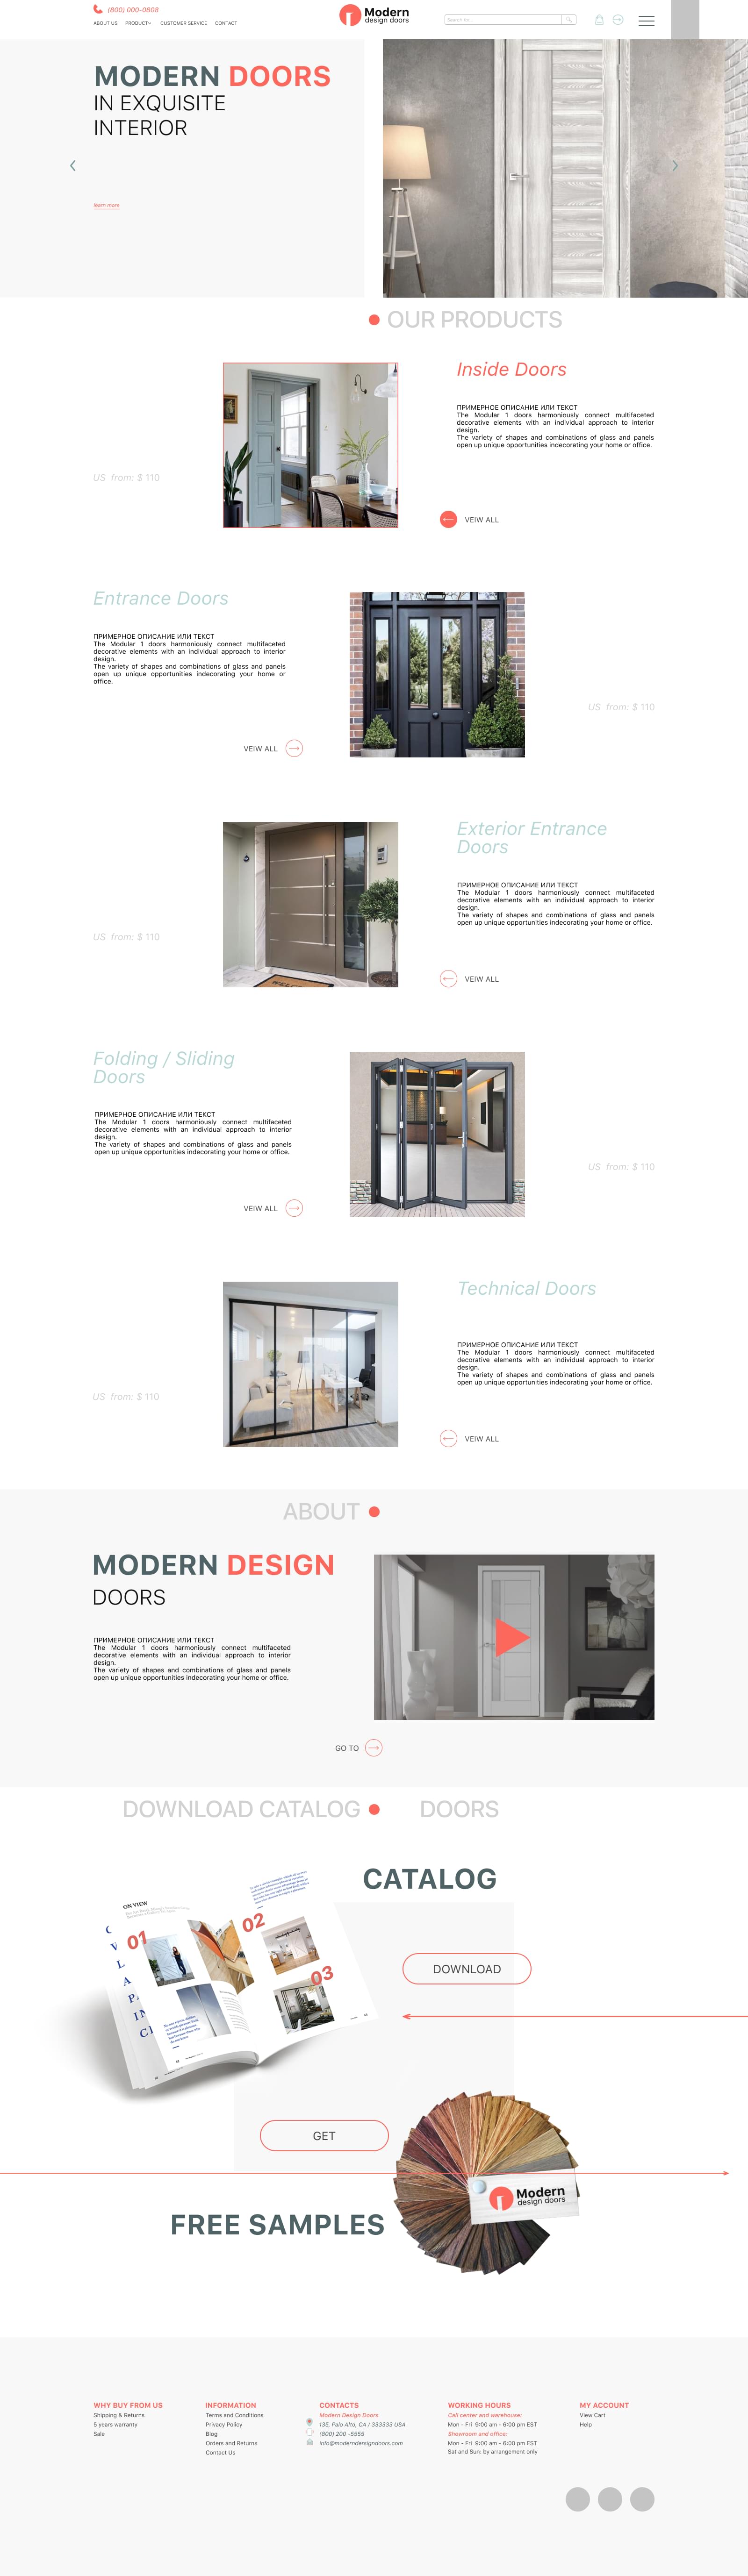 (800) 000-0808
ABOUT US PRODUCT CUSTOMER SERVICE CONTACT
Modern
design doors
Search for...
MODERN DOORS
IN EXQUISITE
INTERIOR
learn more
OUR PRODUCTS
Inside Doors
ПРИМЕРНОЕ ОПИСАНИЕ ИЛИ ТЕКСТ
The Modular 1 doors harmoniously connect multifaceted
decorative elements with an individual approach to interior
design.
The variety of shapes and combinations of glass and panels
open up unique opportunities indecorating your home or office.
US from: $ 110
VEIW ALL
Entrance Doors
ПРИМЕРНОЕ ОПИСАНИЕ ИЛИ ТЕКСТ
The Modular 1 doors harmoniously connect multifaceted
decorative elements with an individual approach to interior
design.
The variety of shapes and combinations of glass and panels
open up unique opportunities indecorating your home or
office.
US from: $ 110
VEIW ALL
Exterior Entrance
Doors
ПРИМЕРНОЕ ОПИСАНИЕ ИЛИ ТЕКСТ
The Modular 1 doors harmoniously connect multifaceted
decorative elements with an individual approach to interior
design.
The variety of shapes and combinations of glass and panels
open up unique opportunities indecorating your home or office.
US from: $ 110
VEIW ALL
Folding / Sliding
Doors
ПРИМЕРНОЕ ОПИСАНИЕ ИЛИ ТЕКСТ
The Modular 1 doors harmoniously connect multifaceted
decorative elements with an individual approach to interior
design.
The variety of shapes and combinations of glass and panels
open up unique opportunities indecorating your home or office.
US from: $ 110
VEIW ALL
Technical Doors
ПРИМЕРНОЕ ОПИСАНИЕ ИЛИ ТЕКСТ
The Modular 1 doors harmoniously connect multifaceted
decorative elements with an individual approach to interior
design.
The variety of shapes and combinations of glass and panels
open up unique opportunities indecorating your home or office.
US from: $ 110
VEIW ALL
ABOUT
MODERN DESIGN
DOORS
ПРИМЕРНОЕ ОПИСАНИЕ ИЛИ ТЕКСТ
The Modular 1 doors harmoniously connect multifaceted
decorative elements with an individual approach to interior
design.
The variety of shapes and combinations of glass and panels
open up unique opportunities indecorating your home or office.
GO TO
DOWNLOAD CATALOG DOORS
CATALOG
ON VIEW
01
02
03
DOWNLOAD
GET
Modern
design doors
FREE SAMPLES
WHY BUY FROM US
Shipping & Returns
5 years warranty
Sale
INFORMATION
Terms and Conditions
Privacy Policy
Blog
Orders and Returns
Contact Us
CONTACTS
Modern Design Doors
135, Palo Alto, CA / 333333 USA
(800) 200 -5555
info@moderndersigndoors.com
WORKING HOURS
Call center and warehouse:
Mon - Fri 9:00 am - 6:00 pm EST
Showroom and office:
Mon - Fri 9:00 am - 6:00 pm EST
Sat and Sun: by arrangement only
MY ACCOUNT
View Cart
Help